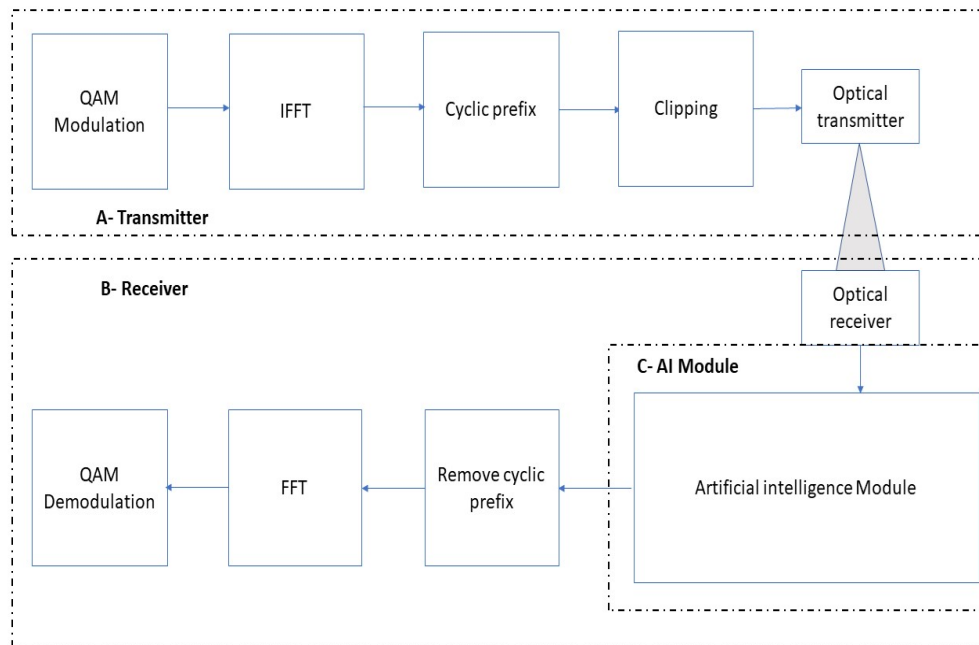 QAM
Modulation
IFFT
Cyclic prefix
Clipping
Optical
transmitter
A- Transmitter
B- Receiver
Optical
receiver
C- AI Module
QAM
Demodulation
FFT
Remove cyclic
prefix
Artificial intelligence Module